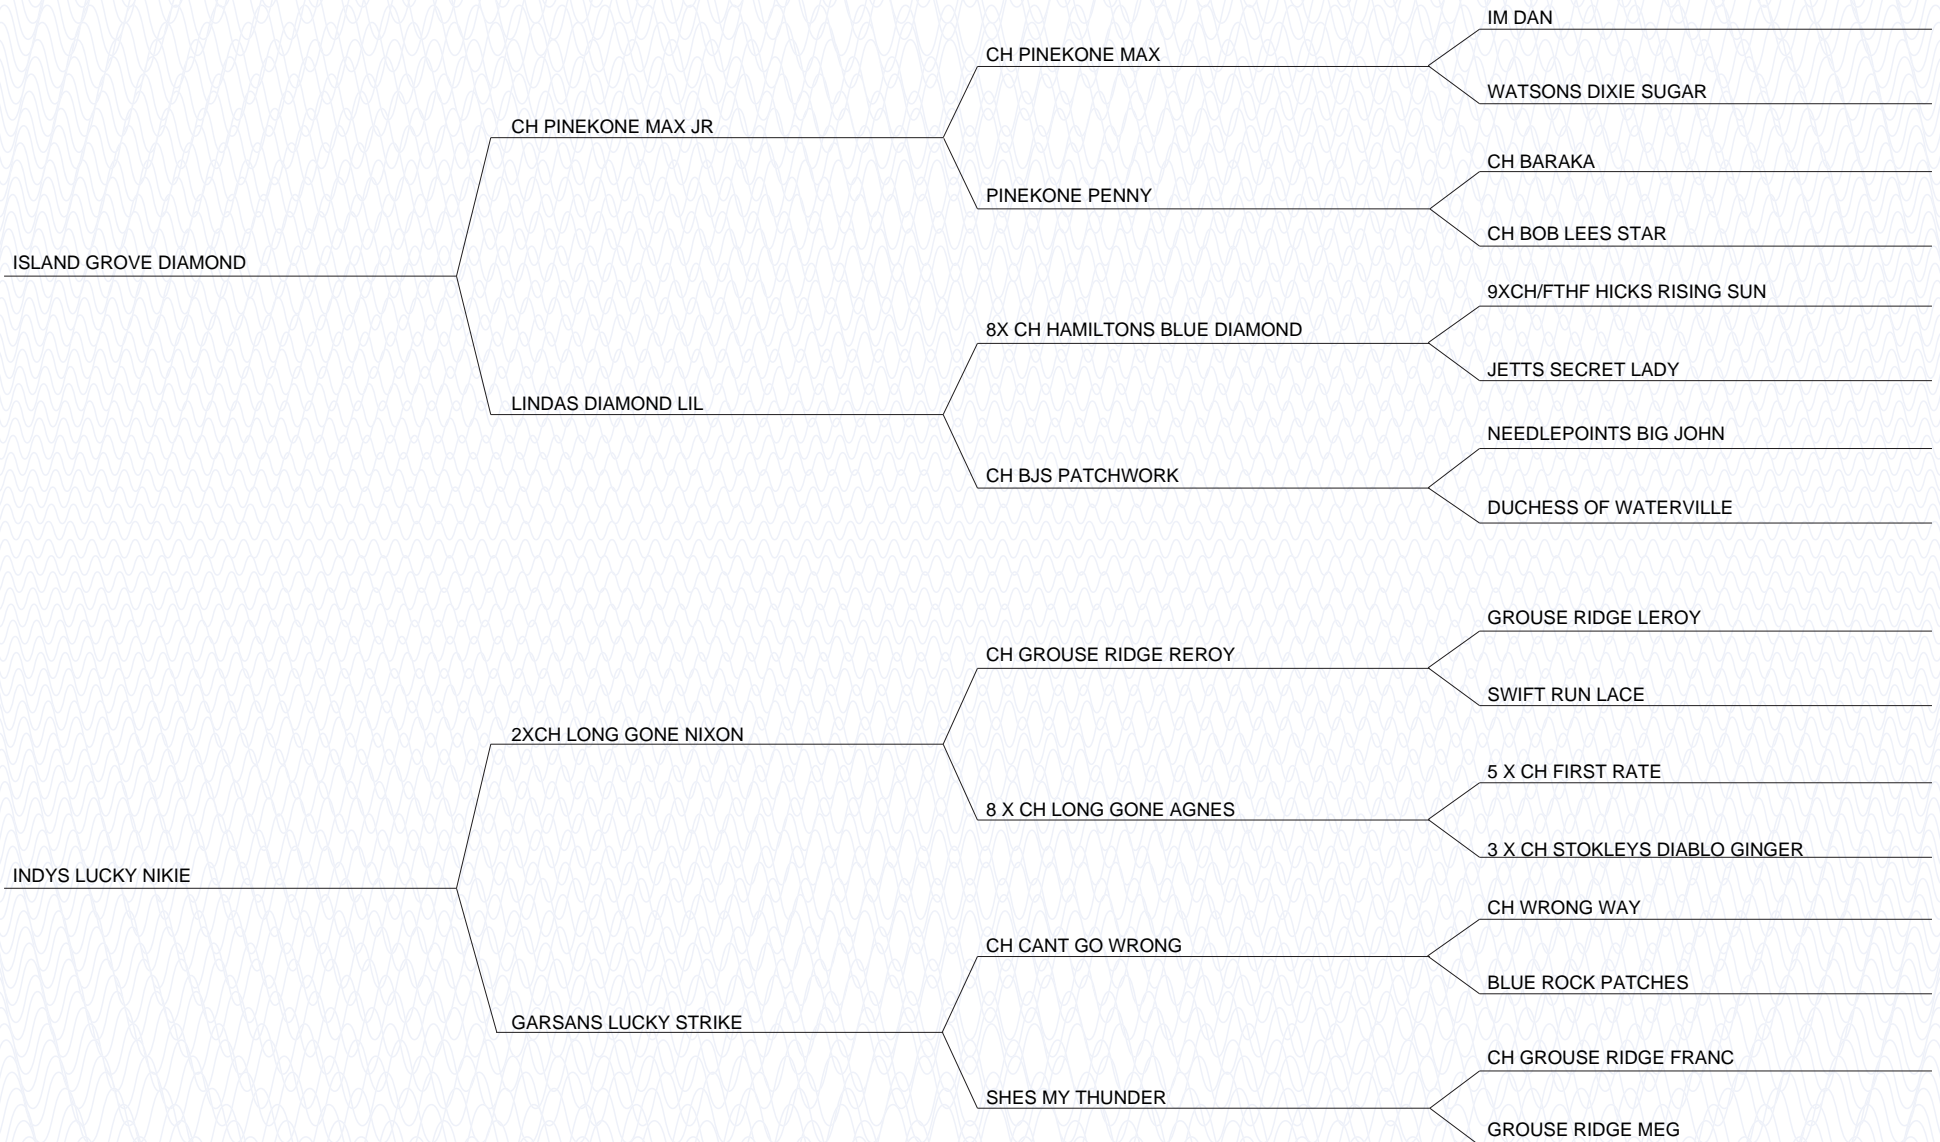 IM DAN
CH PINEKONE MAX
WATSONS DIXIE SUGAR
CH PINEKONE MAX JR
CH BARAKA
PINEKONE PENNY
CH BOB LEES STAR
ISLAND GROVE DIAMOND
9XCH/FTHF HICKS RISING SUN
8X CH HAMILTONS BLUE DIAMOND
JETTS SECRET LADY
LINDAS DIAMOND LIL
NEEDLEPOINTS BIG JOHN
CH BJS PATCHWORK
DUCHESS OF WATERVILLE
GROUSE RIDGE LEROY
CH GROUSE RIDGE REROY
SWIFT RUN LACE
2XCH LONG GONE NIXON
5 X CH FIRST RATE
8 X CH LONG GONE AGNES
3 X CH STOKLEYS DIABLO GINGER
INDYS LUCKY NIKIE
CH WRONG WAY
CH CANT GO WRONG
BLUE ROCK PATCHES
GARSANS LUCKY STRIKE
CH GROUSE RIDGE FRANC
SHES MY THUNDER
GROUSE RIDGE MEG